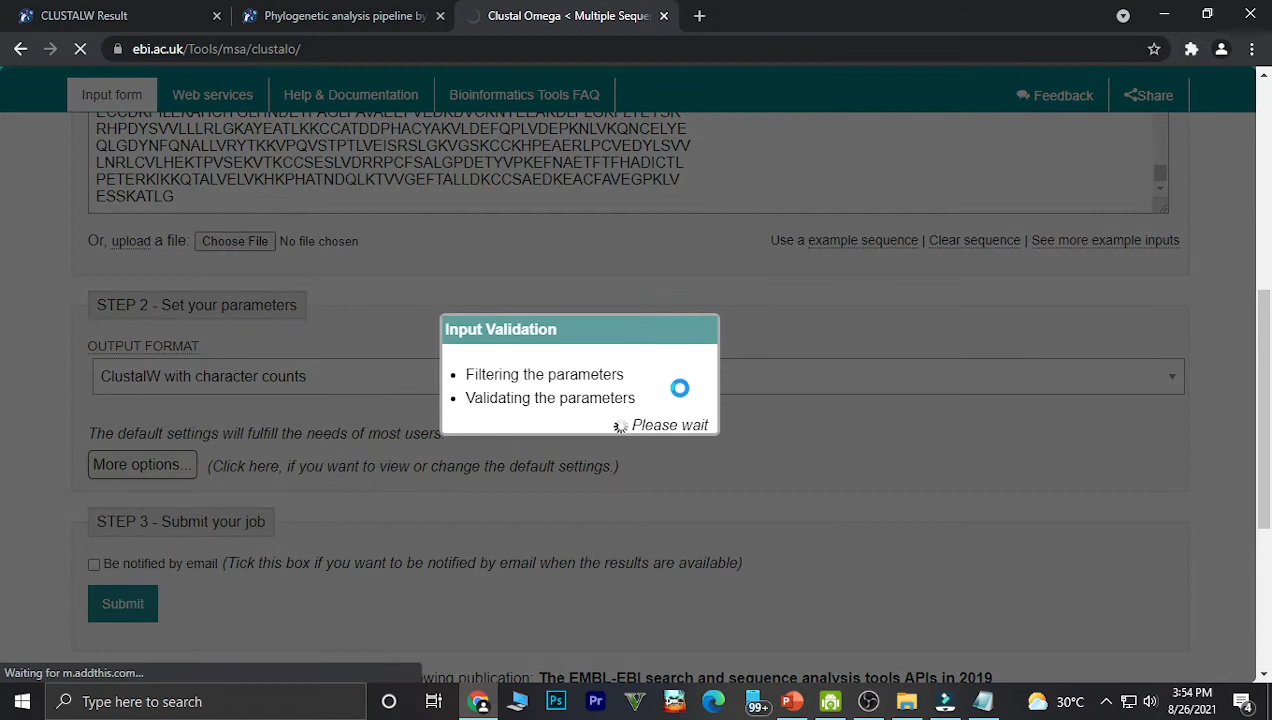 CLUSTALW Result
Phylogenetic analysis pipeline by
Clustal Omega < Multiple Seque
ebi.ac.uk/Tools/msa/clustalo/
Input form
Web services
Help & Documentation
Bioinformatics Tools FAQ
Feedback
Share
RHPDYSVVLLLRLGKAYEATLKKCCATDDPHACYAKVLDEFQPLVDEPKNLVKQNCELYE
QLGDYNFQNALLVRYTKKVPQVSTPTLVEISRSLGKVGSKCCKHPEAERLPCVEDYLSVV
LNRLCVLHEKTPVSEKVTKCCSESLVDRRPCFSALGPDETYVPKEFNAETFTFHADICTL
PETERKIKKQTALVELVKHKPHATNDQLKTVVGEFTALLDKCCSAEDKEACFAVEGPKLV
ESSKATLG
Or, upload a file: Choose File No file chosen
Use a example sequence | Clear sequence | See more example inputs
STEP 2 - Set your parameters
OUTPUT FORMAT
ClustalW with character counts
Input Validation
Filtering the parameters
Validating the parameters
Please wait
The default settings will fulfill the needs of most users.
More options... (Click here, if you want to view or change the default settings.)
STEP 3 - Submit your job
Be notified by email (Tick this box if you want to be notified by email when the results are available)
Submit
Waiting for m.addthis.com...
owing publication: The EMBL-EBI search and sequence analysis tools APIs in 2019
Type here to search
Ps
Pr
99+
30°C
3:54 PM
8/26/2021
4